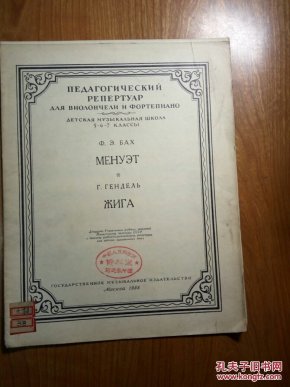 ПЕДАГОГИЧЕСКИЙ
РЕПЕРТУАР
ДЛЯ ВИОЛОНЧЕЛИ И ФОРТЕПИАНО
ДЕТСКАЯ МУЗЫКАЛЬНАЯ ШКОЛА
5-6-7 КЛАССЫ
Ф. Э. БАХ
МЕНУЭТ
и
Г. ГЕНДЕЛЬ
ЖИГА
ГОСУДАРСТВЕННОЕ МУЗЫКАЛЬНОЕ ИЗДАТЕЛЬСТВО
Москва
孔夫子旧书网